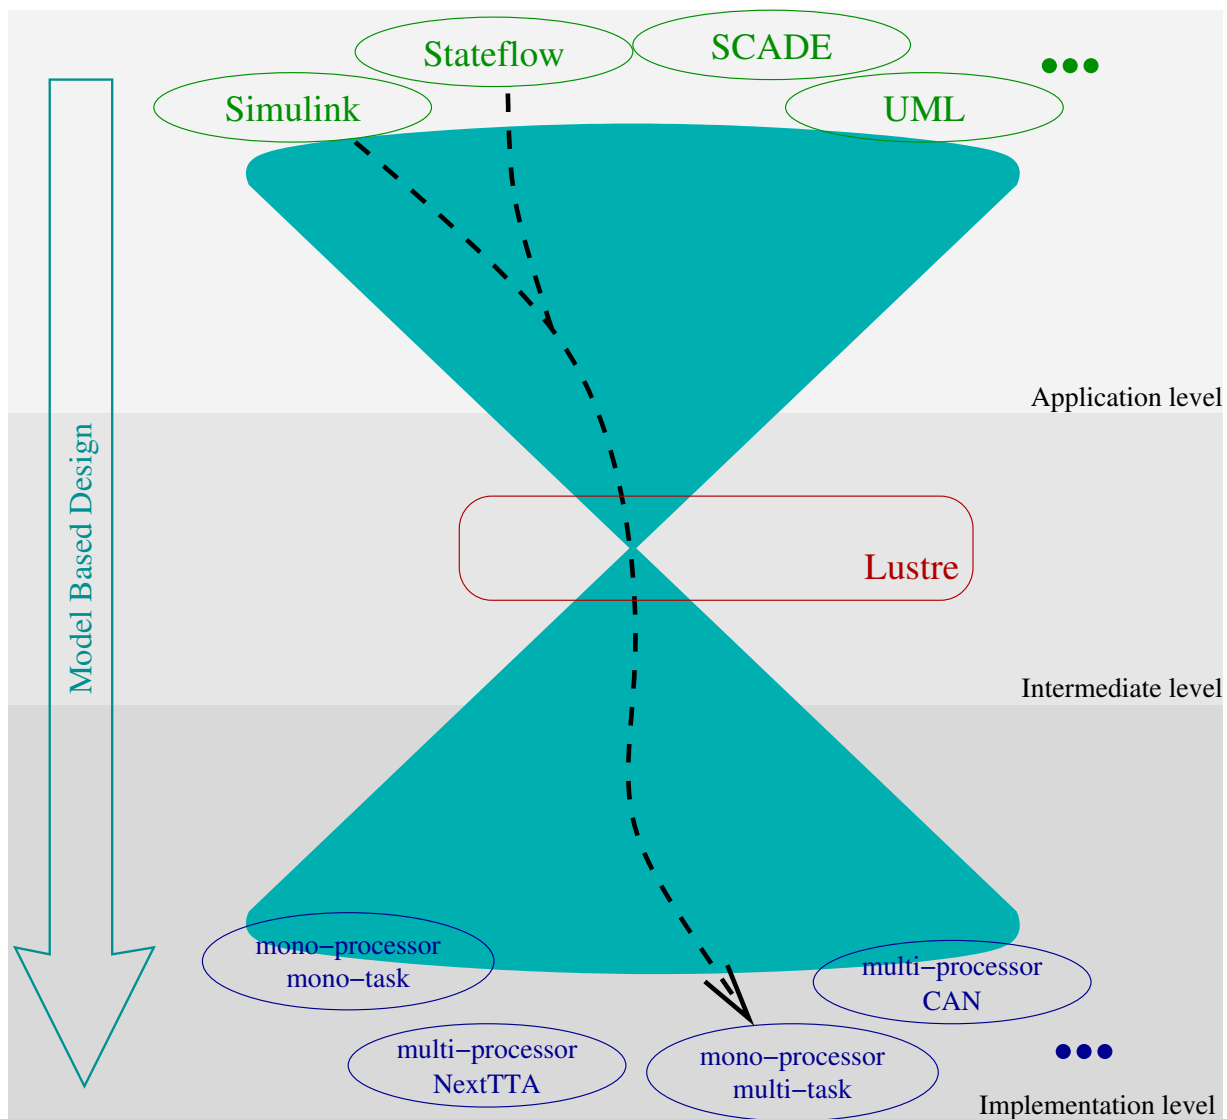 Stateflow
SCADE
Simulink
UML
Application level
Model Based Design
Lustre
Intermediate level
mono−processor
mono−task
multi−processor
CAN
multi−processor
NextTTA
mono−processor
multi−task
Implementation level